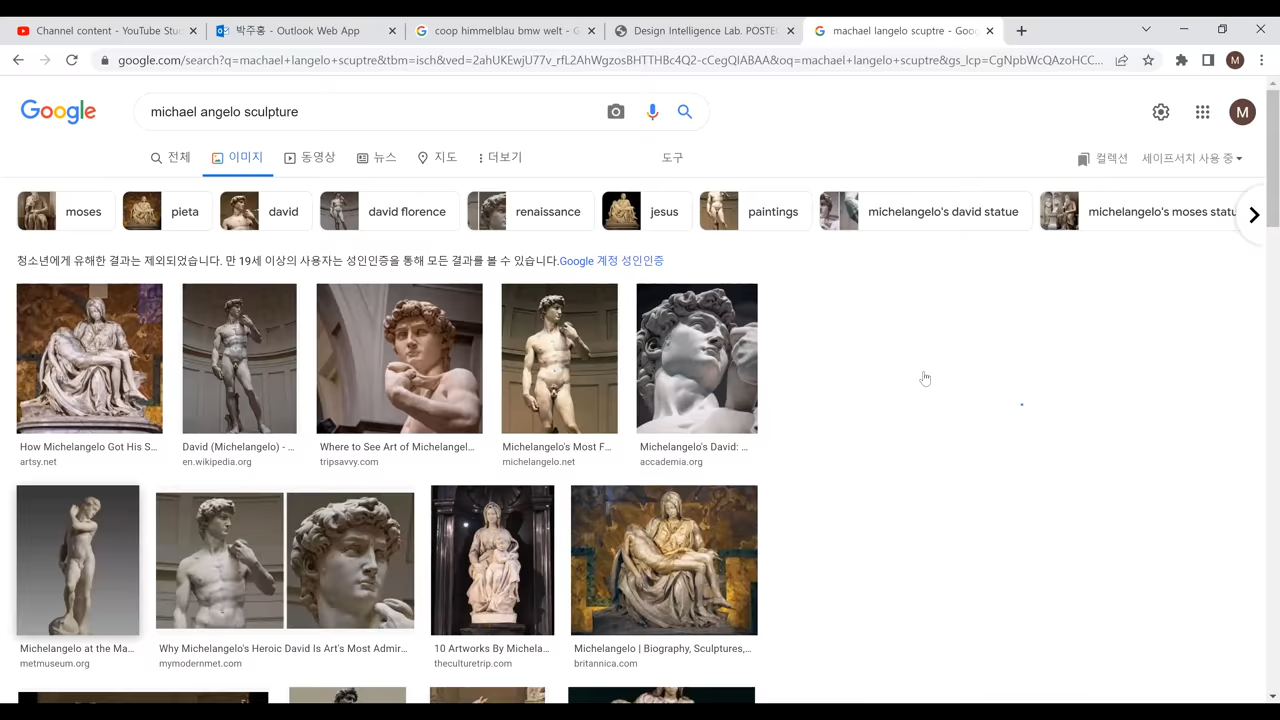 Channel content - YouTube Stu
박주홍 - Outlook Web App
coop himmelblau bmw welt - G
Design Intelligence Lab. POSTEC
machael langelo scuptre - Goo
google.com/search?q=machael+langelo+scuptre&tbm=isch&ved=2ahUKEwjU77v_rfL2AhWgzosBHTTHBc4Q2-cCegQIABAA&oq=machael+langelo+scuptre&gs_lcp=CgNpbWcQAzoHCC...
M
Google
michael angelo sculpture
M
전체 이미지 동영상 뉴스 지도 더보기 도구
컬렉션 세이프서치 사용 중
moses pieta david david florence renaissance jesus paintings michelangelo's david statue michelangelo's moses statu
청소년에게 유해한 결과는 제외되었습니다. 만 19세 이상의 사용자는 성인인증을 통해 모든 결과를 볼 수 있습니다.Google 계정 성인인증
How Michelangelo Got His S...
artsy.net
David (Michelangelo) - ...
en.wikipedia.org
Where to See Art of Michelangel...
tripsavvy.com
Michelangelo's Most F...
michelangelo.net
Michelangelo's David: ...
accademia.org
Michelangelo at the Ma...
metmuseum.org
Why Michelangelo's Heroic David Is Art's Most Admir...
mymodernmet.com
10 Artworks By Michela...
theculturetrip.com
Michelangelo | Biography, Sculptures,...
britannica.com